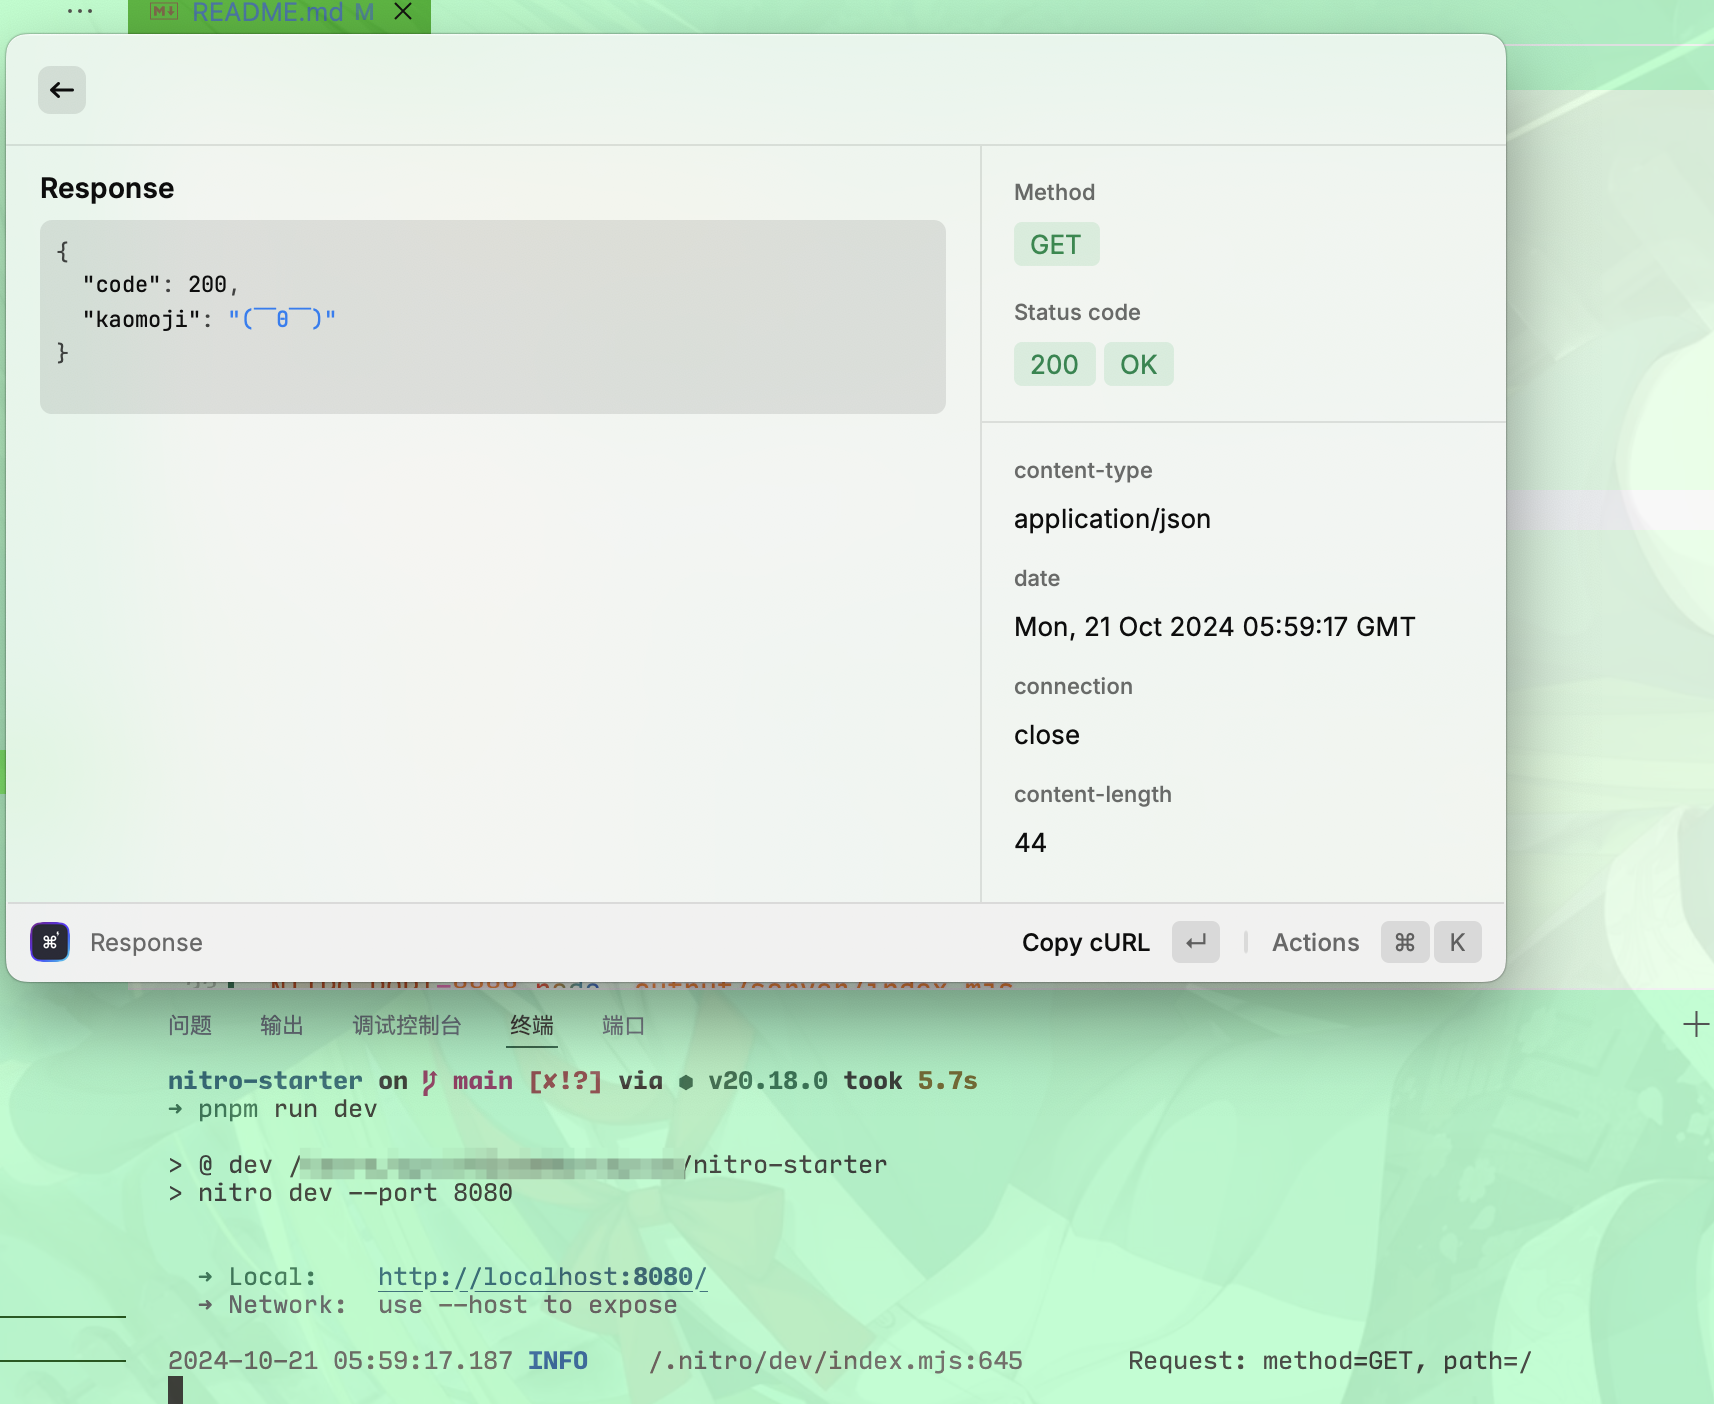 README.md M
Response
{
"code": 200,
"kaomoji": "(￣0￣)"
}
Method
GET
Status code
200 OK
content-type
application/json
date
Mon, 21 Oct 2024 05:59:17 GMT
connection
close
content-length
44
Response
Copy cURL
Actions
⌘ K
问题 输出 调试控制台 终端 端口
nitro-starter on main [✘!?] via ⬢ v20.18.0 took 5.7s
➜ pnpm run dev
> @ dev / /nitro-starter
> nitro dev --port 8080
➜ Local: http://localhost:8080/
➜ Network: use --host to expose
2024-10-21 05:59:17.187 INFO /.nitro/dev/index.mjs:645 Request: method=GET, path=/